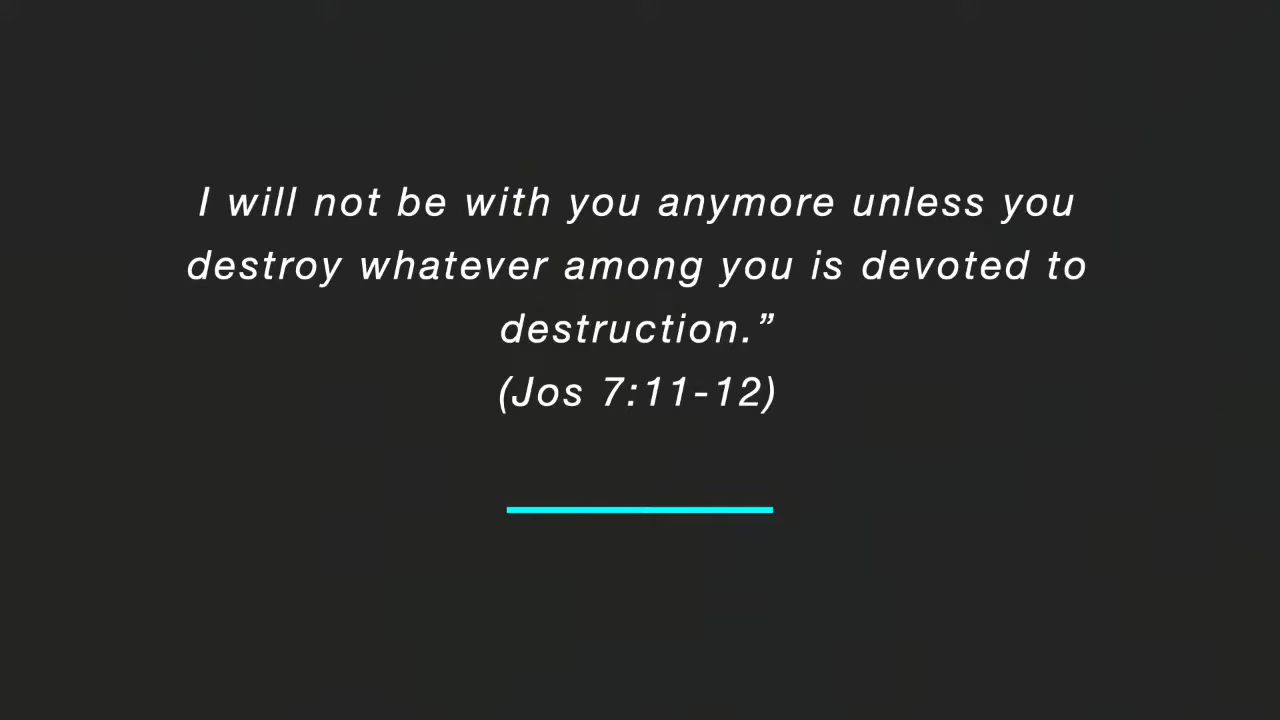 I will not be with you anymore unless you
destroy whatever among you is devoted to
destruction.”
(Jos 7:11-12)